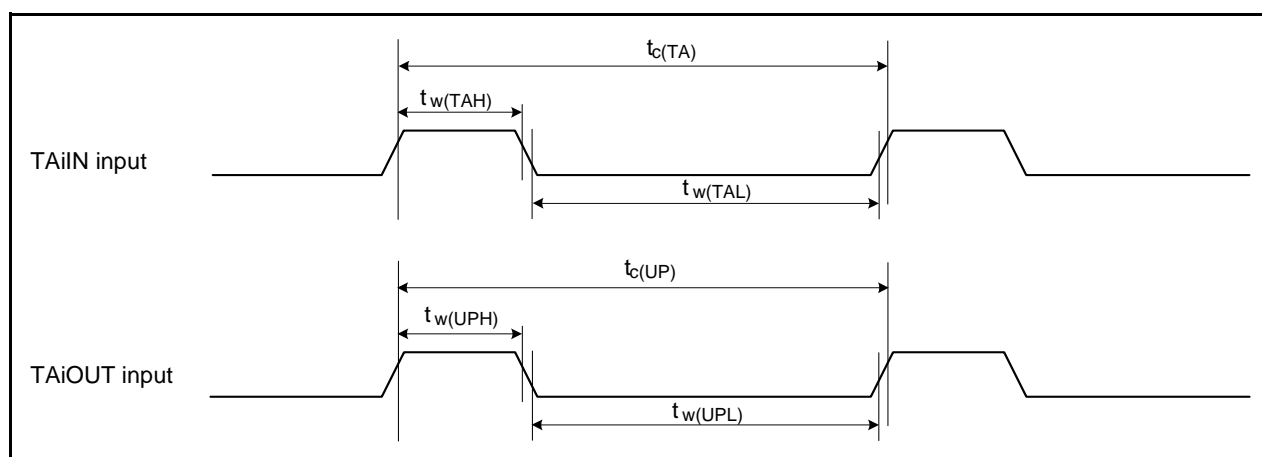 tc(TA)
tw(TAH)
TAiIN input
tw(TAL)
tc(UP)
tw(UPH)
TAiOUT input
tw(UPL)